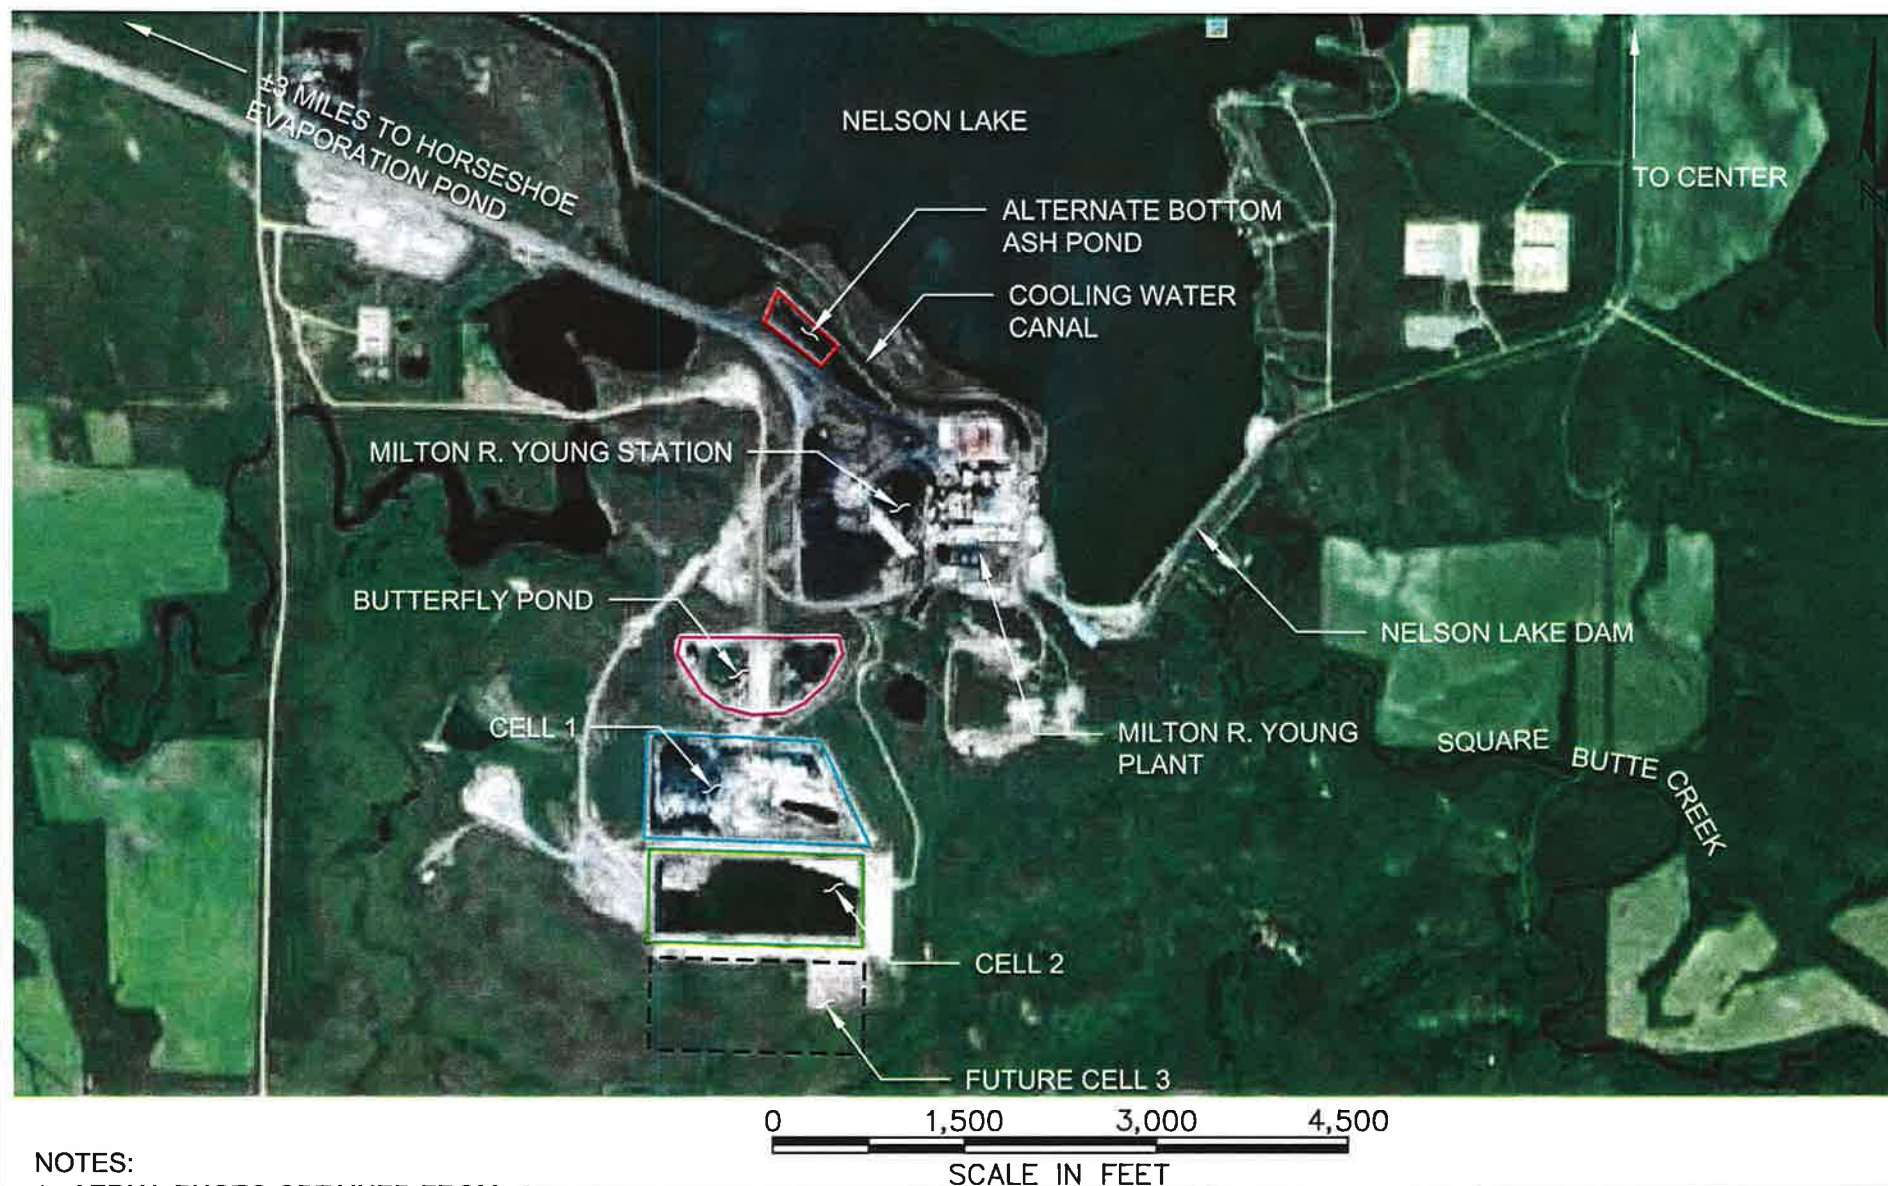 ±3 MILES TO HORSESHOE
EVAPORATION POND
NELSON LAKE
TO CENTER
ALTERNATE BOTTOM
ASH POND
COOLING WATER
CANAL
MILTON R. YOUNG STATION
BUTTERFLY POND
NELSON LAKE DAM
CELL 1
MILTON R. YOUNG
PLANT
SQUARE BUTTE CREEK
CELL 2
FUTURE CELL 3
0 1,500 3,000 4,500
SCALE IN FEET
NOTES: